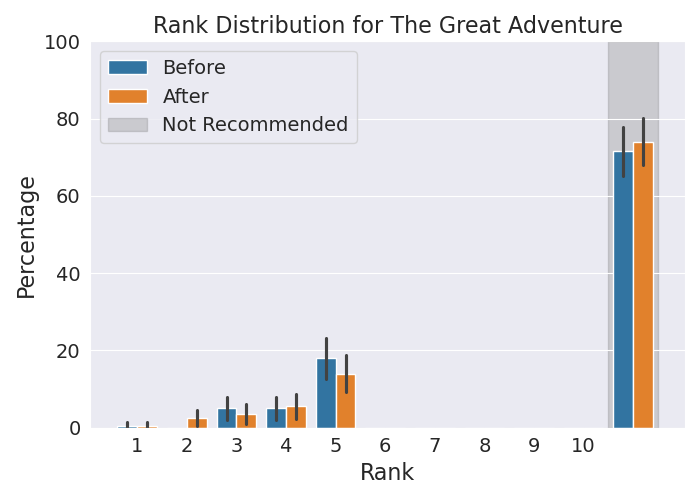 Rank Distribution for The Great Adventure
100
80
60
40
20
0
Percentage
Before
After
Not Recommended
1 2 3 4 5 6 7 8 9 10
Rank